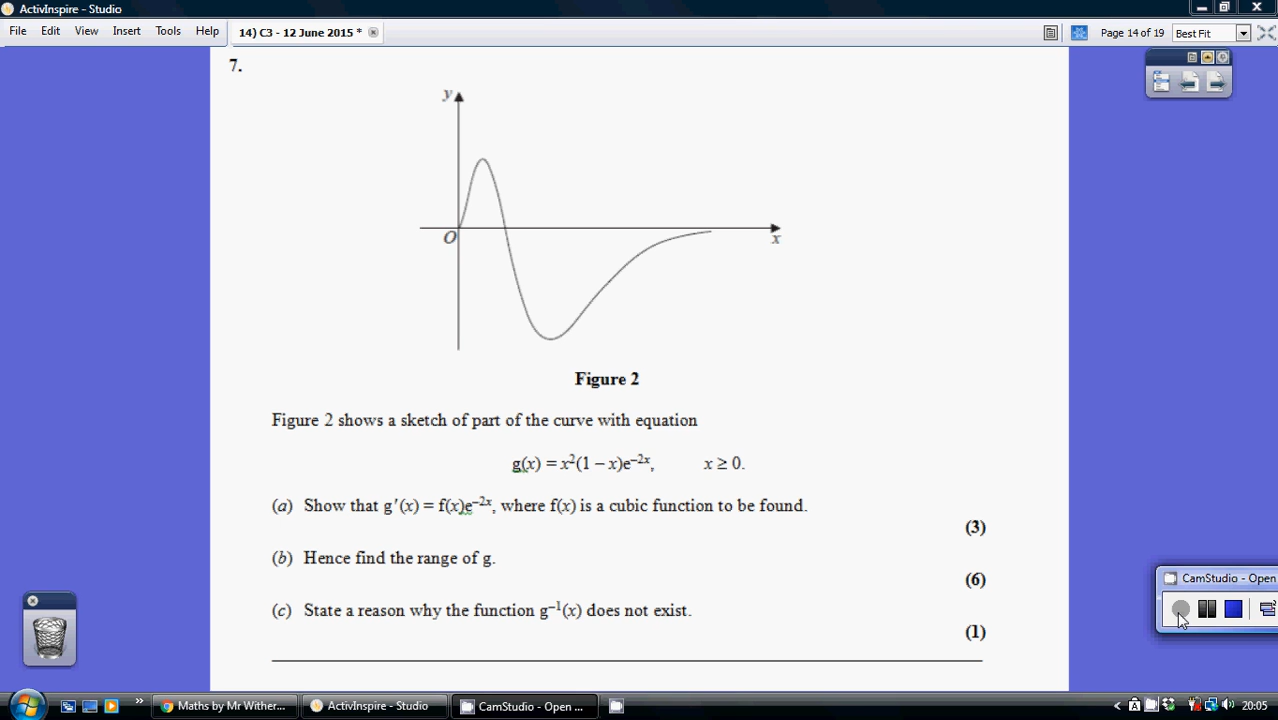 ActivInspire - Studio
File Edit View Insert Tools Help
14) C3 - 12 June 2015 *
Page 14 of 19
Best Fit
7.
y
O
x
Figure 2
Figure 2 shows a sketch of part of the curve with equation
g(x) = x²(1 – x)e⁻²ˣ, x ≥ 0.
(a) Show that g′(x) = f(x)e⁻²ˣ, where f(x) is a cubic function to be found.
(3)
(b) Hence find the range of g.
(6)
(c) State a reason why the function g⁻¹(x) does not exist.
(1)
CamStudio - Open
Maths by Mr Wither...
ActivInspire - Studio
CamStudio - Open ...
20:05